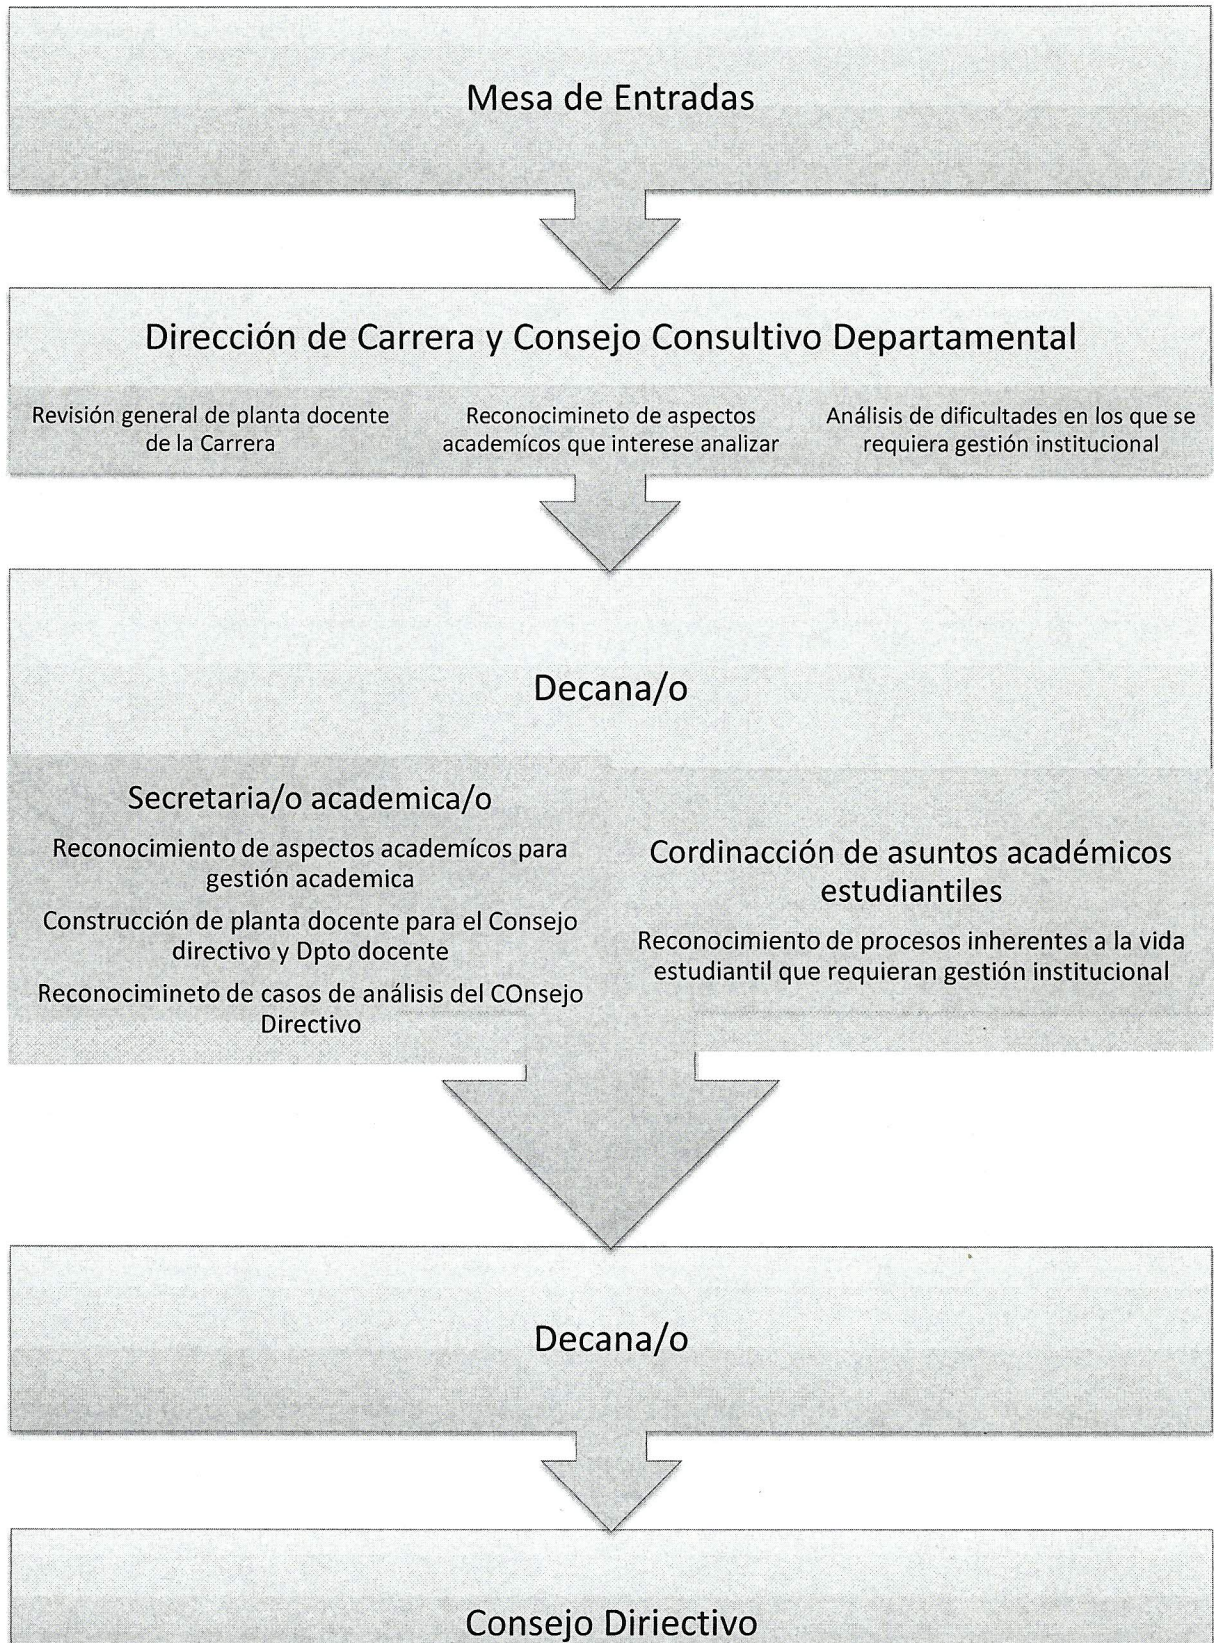 Mesa de Entradas
Dirección de Carrera y Consejo Consultivo Departamental
Revisión general de planta docente
de la Carrera
Reconocimineto de aspectos
academícos que interese analizar
Análisis de dificultades en los que se
requiera gestión institucional
Decana/o
Secretaria/o academica/o
Reconocimiento de aspectos academícos para
gestión academica
Construcción de planta docente para el Consejo
directivo y Dpto docente
Reconocimineto de casos de análisis del COnsejo
Directivo
Cordinacción de asuntos académicos
estudiantiles
Reconocimiento de procesos inherentes a la vida
estudiantil que requieran gestión institucional
Decana/o
Consejo Diriectivo